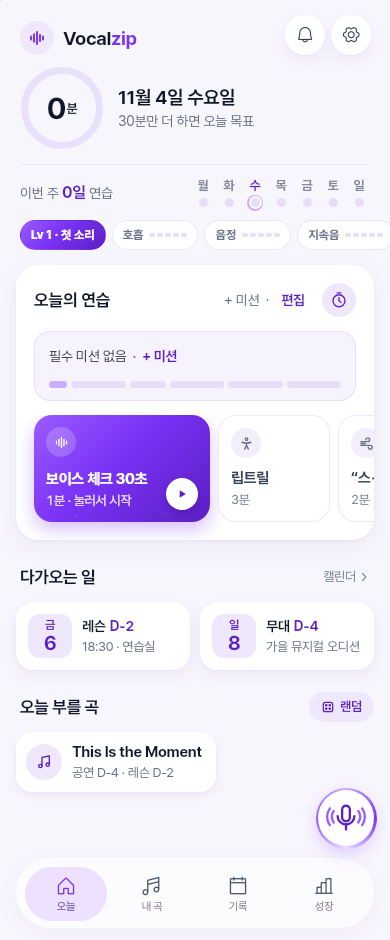 Vocalzip
0분
11월 4일 수요일
30분만 더 하면 오늘 목표
이번 주 0일 연습
월 화 수 목 금 토 일
Lv 1 · 첫 소리
호흡
음정
지속음
오늘의 연습
+ 미션 · 편집
필수 미션 없음 · + 미션
보이스 체크 30초
1분 · 눌러서 시작
립트릴
3분
“스
2분
다가오는 일
캘린더 >
금
6
레슨 D-2
18:30 · 연습실
일
8
무대 D-4
가을 뮤지컬 오디션
오늘 부를 곡
랜덤
This Is the Moment
공연 D-4 · 레슨 D-2
오늘
내 곡
기록
성장